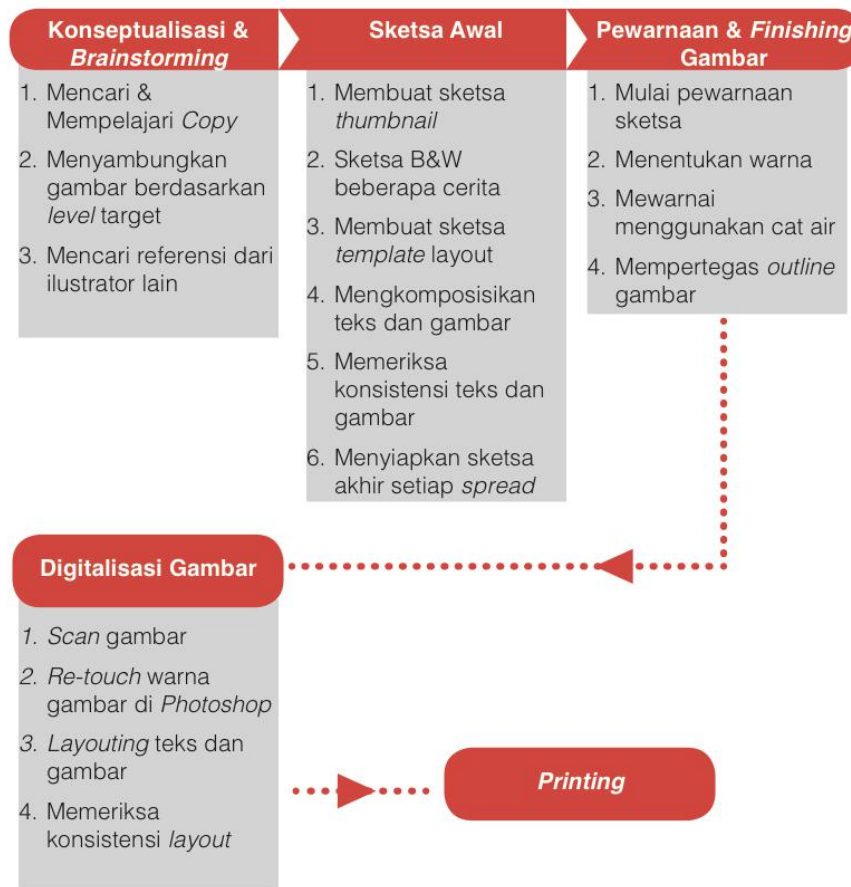 Konseptualisasi &
Brainstorming
1. Mencari &
Mempelajari Copy
2. Menyambungkan
gambar berdasarkan
level target
3. Mencari referensi dari
ilustrator lain
Sketsa Awal
1. Membuat sketsa
thumbnail
2. Sketsa B&W
beberapa cerita
3. Membuat sketsa
template layout
4. Mengkomposisikan
teks dan gambar
5. Memeriksa
konsistensi teks dan
gambar
6. Menyiapkan sketsa
akhir setiap spread
Pewarnaan & Finishing
Gambar
1. Mulai pewarnaan
sketsa
2. Menentukan warna
3. Mewarnai
menggunakan cat air
4. Mempertegas outline
gambar
Digitalisasi Gambar
1. Scan gambar
2. Re-touch warna
gambar di Photoshop
3. Layouting teks dan
gambar
4. Memeriksa
konsistensi layout
Printing